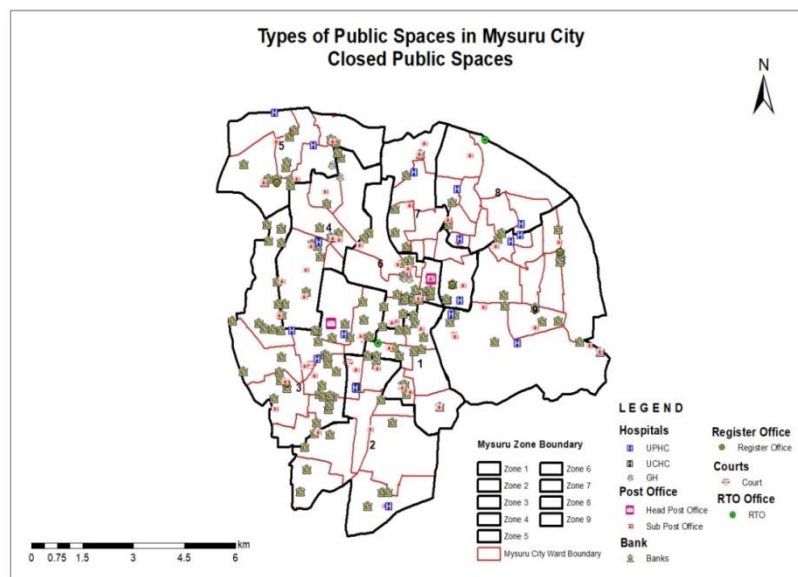 Types of Public Spaces in Mysuru City
Closed Public Spaces
N
5
8
7
4
6
9
1
3
2
LEGEND
Hospitals
UPHC
UCHC
GH
Post Office
Head Post Office
Sub Post Office
Bank
Banks
Register Office
Register Office
Courts
Court
RTO Office
RTO
Mysuru Zone Boundary
Zone 1
Zone 2
Zone 3
Zone 4
Zone 5
Zone 6
Zone 7
Zone 8
Zone 9
Mysuru City Ward Boundary
km
0 0.75 1.5 3 4.5 6